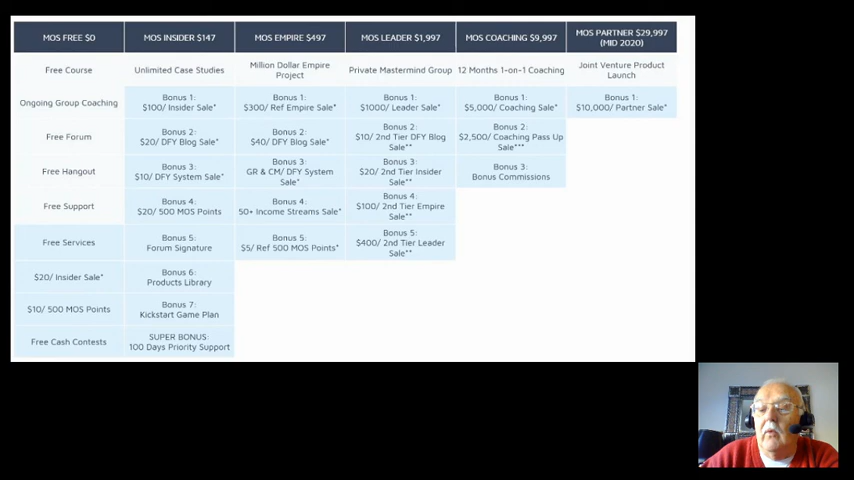 MOS FREE $0
MOS INSIDER $147
MOS EMPIRE $497
MOS LEADER $1,997
MOS COACHING $9,997
MOS PARTNER $29,997
(MID 2020)
Free Course
Unlimited Case Studies
Million Dollar Empire
Project
Private Mastermind Group
12 Months 1-on-1 Coaching
Joint Venture Product
Launch
Ongoing Group Coaching
Bonus 1:
$100/ Insider Sale*
Bonus 1:
$300/ Ref Empire Sale*
Bonus 1:
$1000/ Leader Sale*
Bonus 1:
$5,000/ Coaching Sale*
Bonus 1:
$10,000/ Partner Sale*
Free Forum
Bonus 2:
$20/ DFY Blog Sale*
Bonus 2:
$40/ DFY Blog Sale*
Bonus 2:
$10/ 2nd Tier DFY Blog
Sale**
Bonus 2:
$2,500/ Coaching Pass Up
Sale***
Free Hangout
Bonus 3:
$10/ DFY System Sale*
Bonus 3:
GR & CM/ DFY System
Sale*
Bonus 3:
$20/ 2nd Tier Insider
Sale**
Bonus 3:
Bonus Commissions
Free Support
Bonus 4:
$20/ 500 MOS Points
Bonus 4:
50+ Income Streams Sale*
Bonus 4:
$100/ 2nd Tier Empire
Sale**
Free Services
Bonus 5:
Forum Signature
Bonus 5:
$5/ Ref 500 MOS Points*
Bonus 5:
$400/ 2nd Tier Leader
Sale**
$20/ Insider Sale*
Bonus 6:
Products Library
$10/ 500 MOS Points
Bonus 7:
Kickstart Game Plan
Free Cash Contests
SUPER BONUS:
100 Days Priority Support